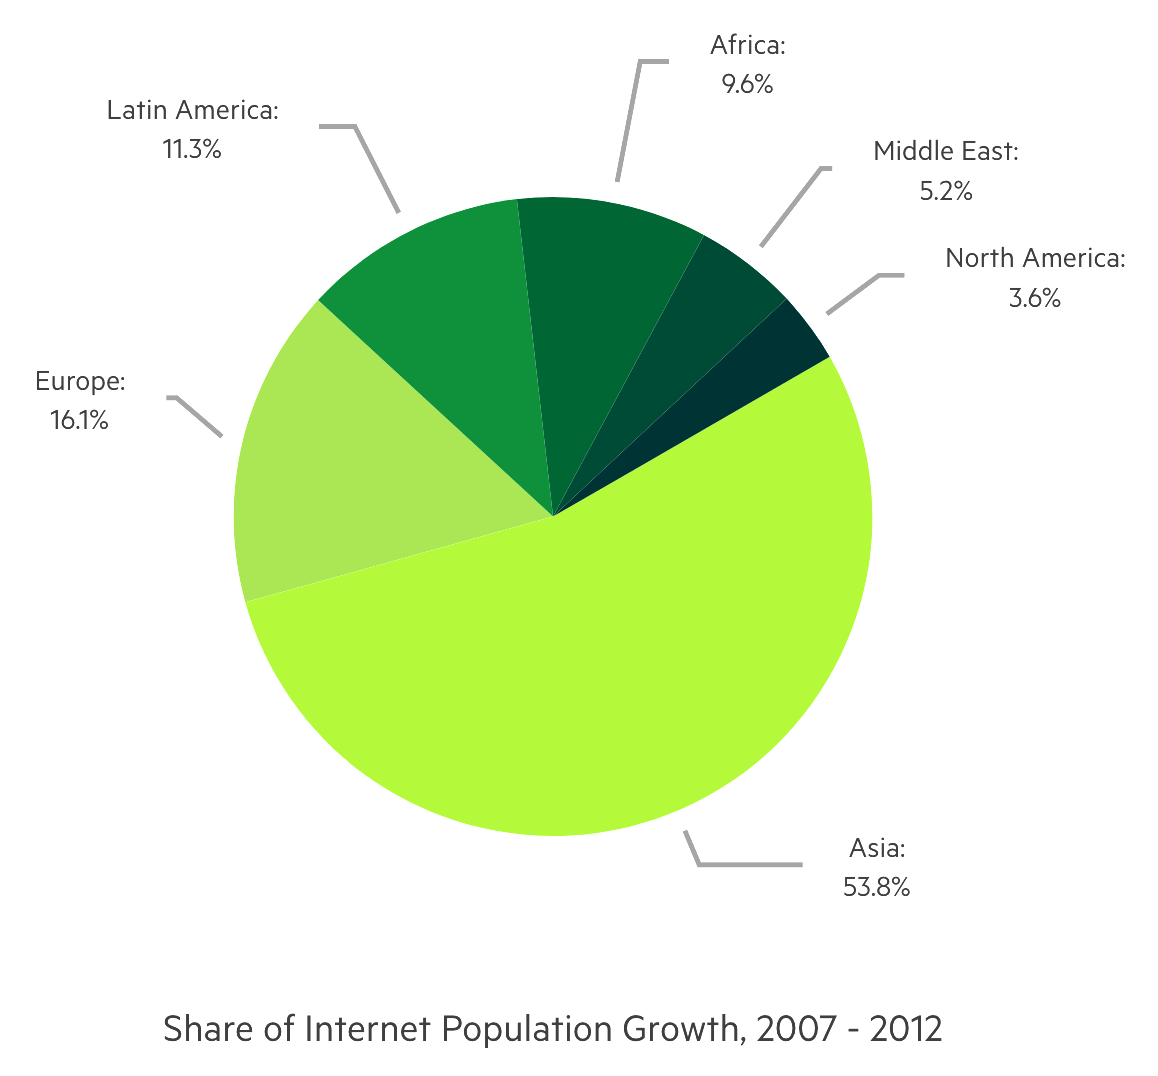 Africa:
9.6%
Latin America:
11.3%
Middle East:
5.2%
North America:
3.6%
Europe:
16.1%
Asia:
53.8%
Share of Internet Population Growth, 2007 - 2012